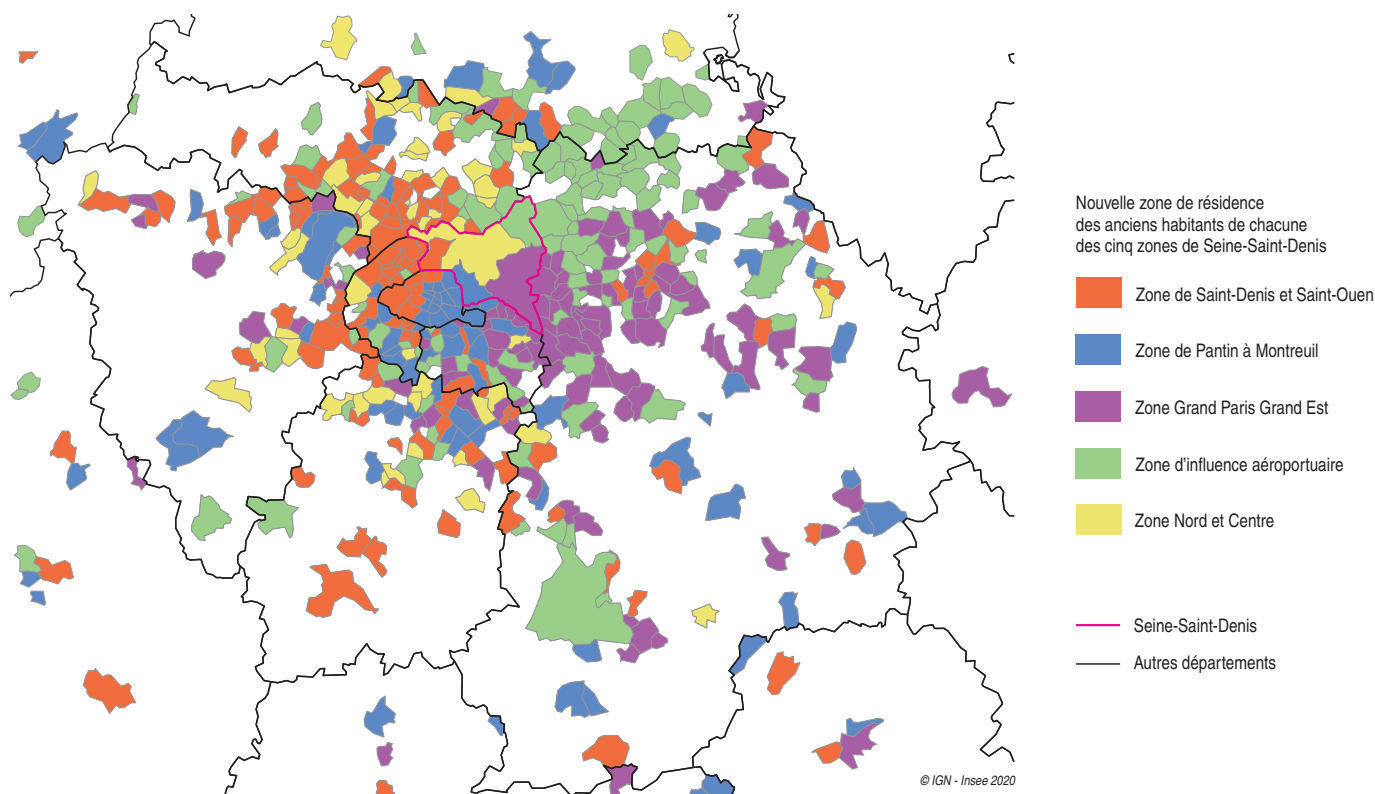 Nouvelle zone de résidence
des anciens habitants de chacune
des cinq zones de Seine-Saint-Denis
Zone de Saint-Denis et Saint-Ouen
Zone de Pantin à Montreuil
Zone Grand Paris Grand Est
Zone d'influence aéroportuaire
Zone Nord et Centre
Seine-Saint-Denis
Autres départements
© IGN - Insee 2020